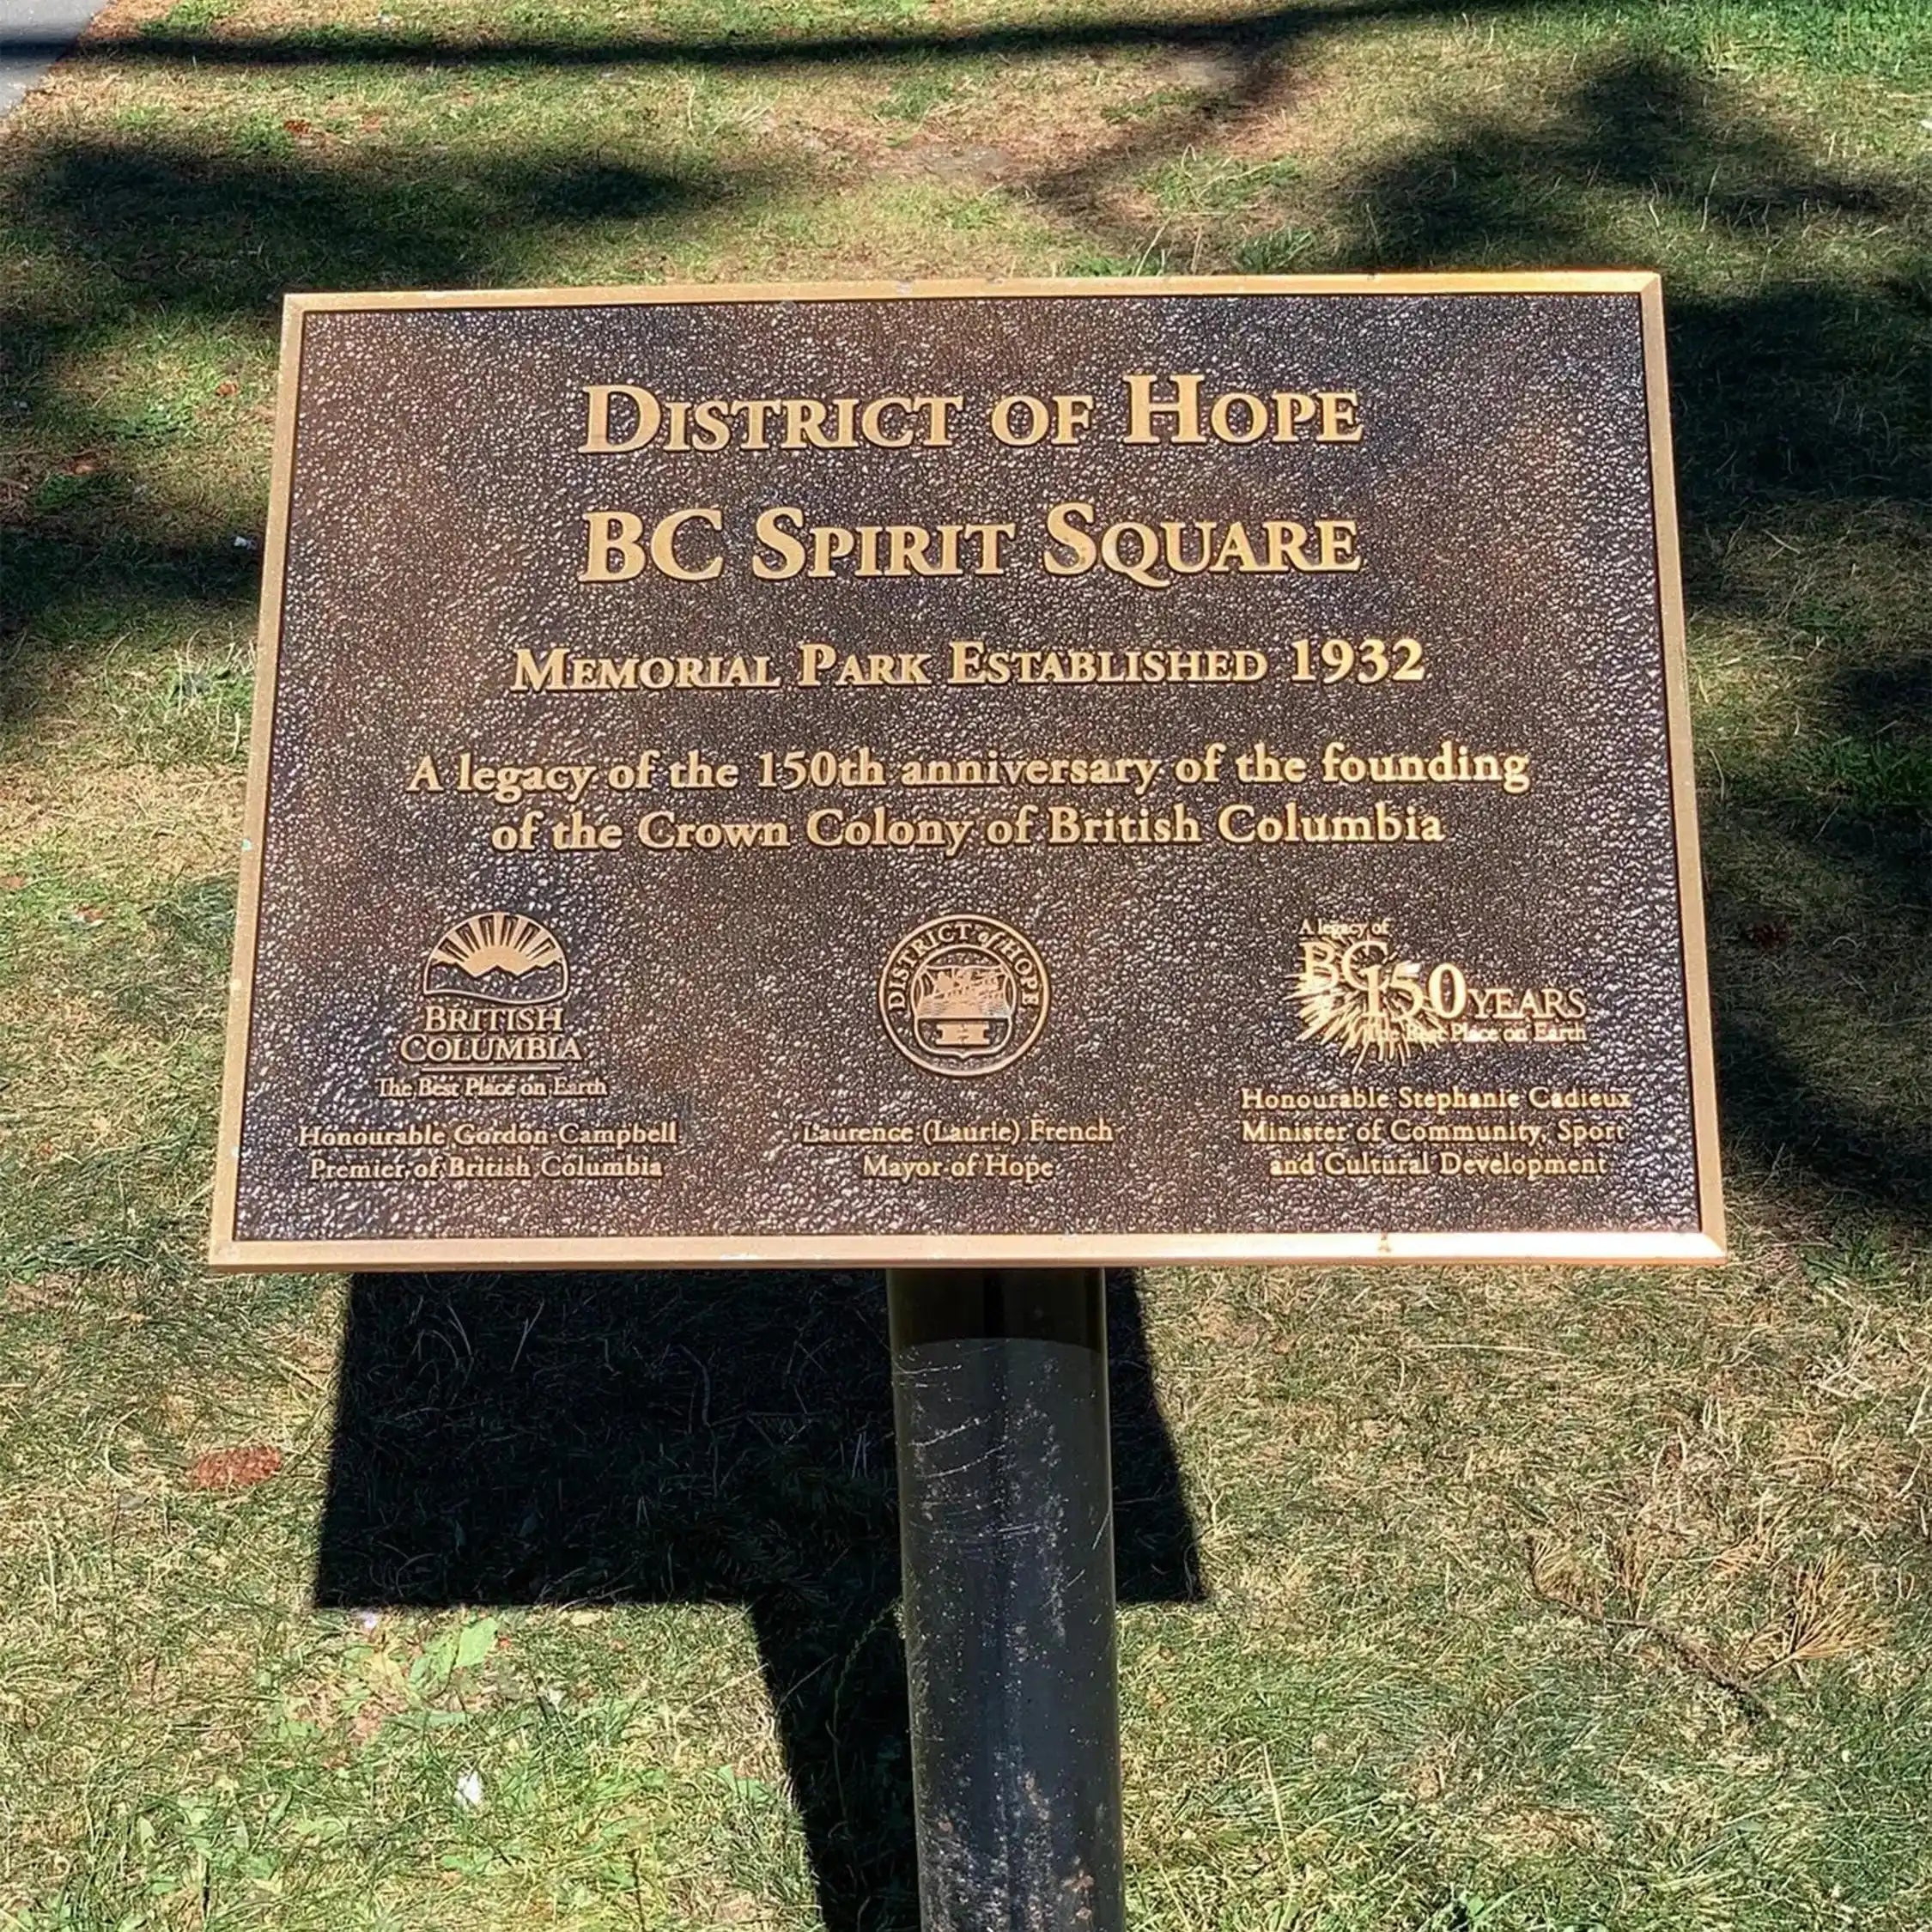 District of Hope
BC Spirit Square
Memorial Park Established 1932
A legacy of the 150th anniversary of the founding
of the Crown Colony of British Columbia
British
Columbia
The Best Place on Earth
Honourable Gordon Campbell
Premier of British Columbia
DISTRICT of HOPE
H
Laurence (Laurie) French
Mayor of Hope
A legacy of
BC
150 YEARS
The Best Place on Earth
Honourable Stephanie Cadieux
Minister of Community, Sport
and Cultural Development